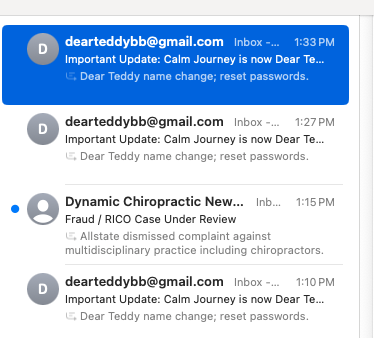 D
dearteddybb@gmail.com Inbox -... 1:33 PM
Important Update: Calm Journey is now Dear Te...
Dear Teddy name change; reset passwords.
D
dearteddybb@gmail.com Inbox -... 1:27 PM
Important Update: Calm Journey is now Dear Te...
Dear Teddy name change; reset passwords.
Dynamic Chiropractic New... Inb... 1:15 PM
Fraud / RICO Case Under Review
Allstate dismissed complaint against
multidisciplinary practice including chiropractors.
D
dearteddybb@gmail.com Inbox -... 1:10 PM
Important Update: Calm Journey is now Dear Te...
Dear Teddy name change; reset passwords.